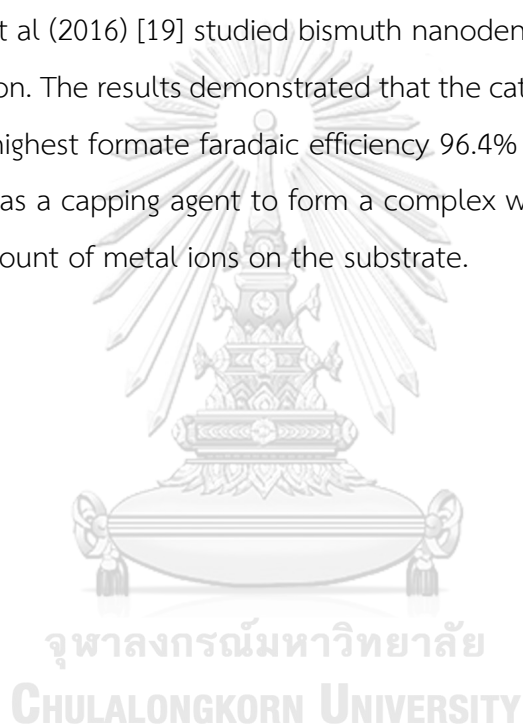 t al (2016) [19] studied bismuth nanoden
on. The results demonstrated that the cat
highest formate faradaic efficiency 96.4%
as a capping agent to form a complex w
ount of metal ions on the substrate.
จุฬาลงกรณ์มหาวิทยาลัย
CHULALONGKORN UNIVERSITY